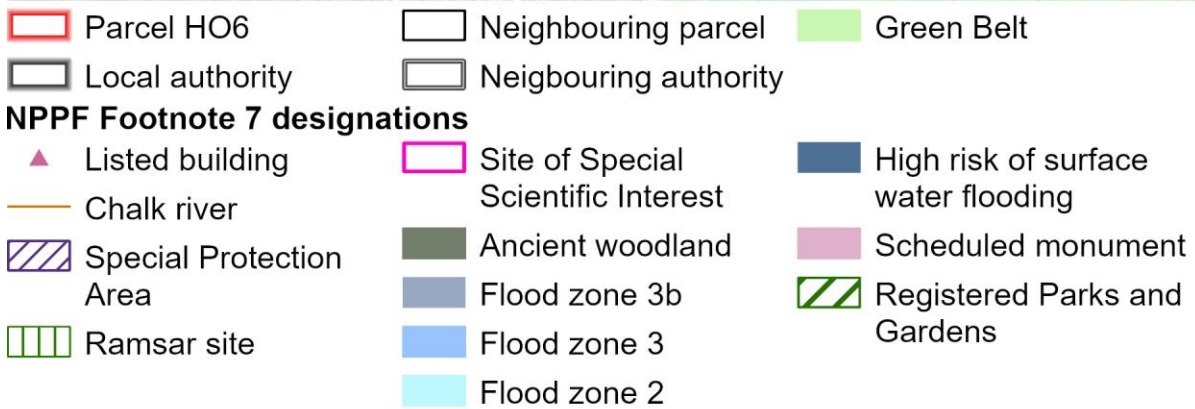 Parcel HO6
Neighbouring parcel
Green Belt
Local authority
Neigbouring authority
NPPF Footnote 7 designations
Listed building
Chalk river
Special Protection
Area
Ramsar site
Site of Special
Scientific Interest
Ancient woodland
Flood zone 3b
Flood zone 3
Flood zone 2
High risk of surface
water flooding
Scheduled monument
Registered Parks and
Gardens